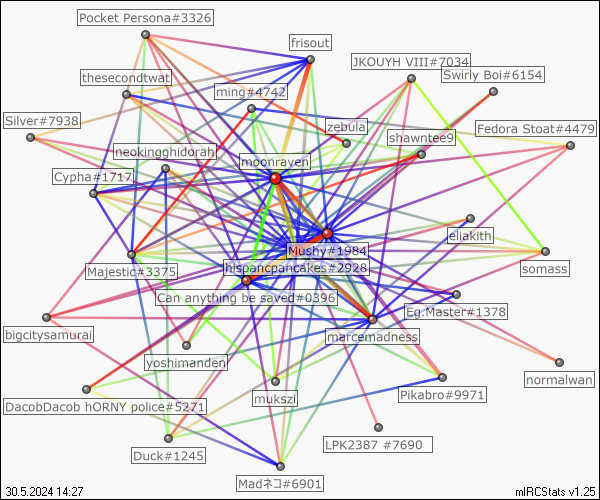 Pocket Persona#3326
frisout
JKOUYH VIII#7034
thesecondtwat
Swirly Boi#6154
ming#4742
Silver#7938
zebula
Fedora Stoat#4479
shawntee9
neokingghidorah
moonraven
Cypha#1717
eliakith
Mushy#1984
somass
Majestic#3375
hispancpancakes#2928
Can anything be saved#0396
Eg.Master#1378
bigcitysamurai
marcemadness
yoshimanden
normalwan
Pikabro#9971
mukszi
DacobDacob hORNY police#5271
LPK2387 #7690
Duck#1245
Madネコ#6901
30.5.2024 14:27
mIRCStats v1.25